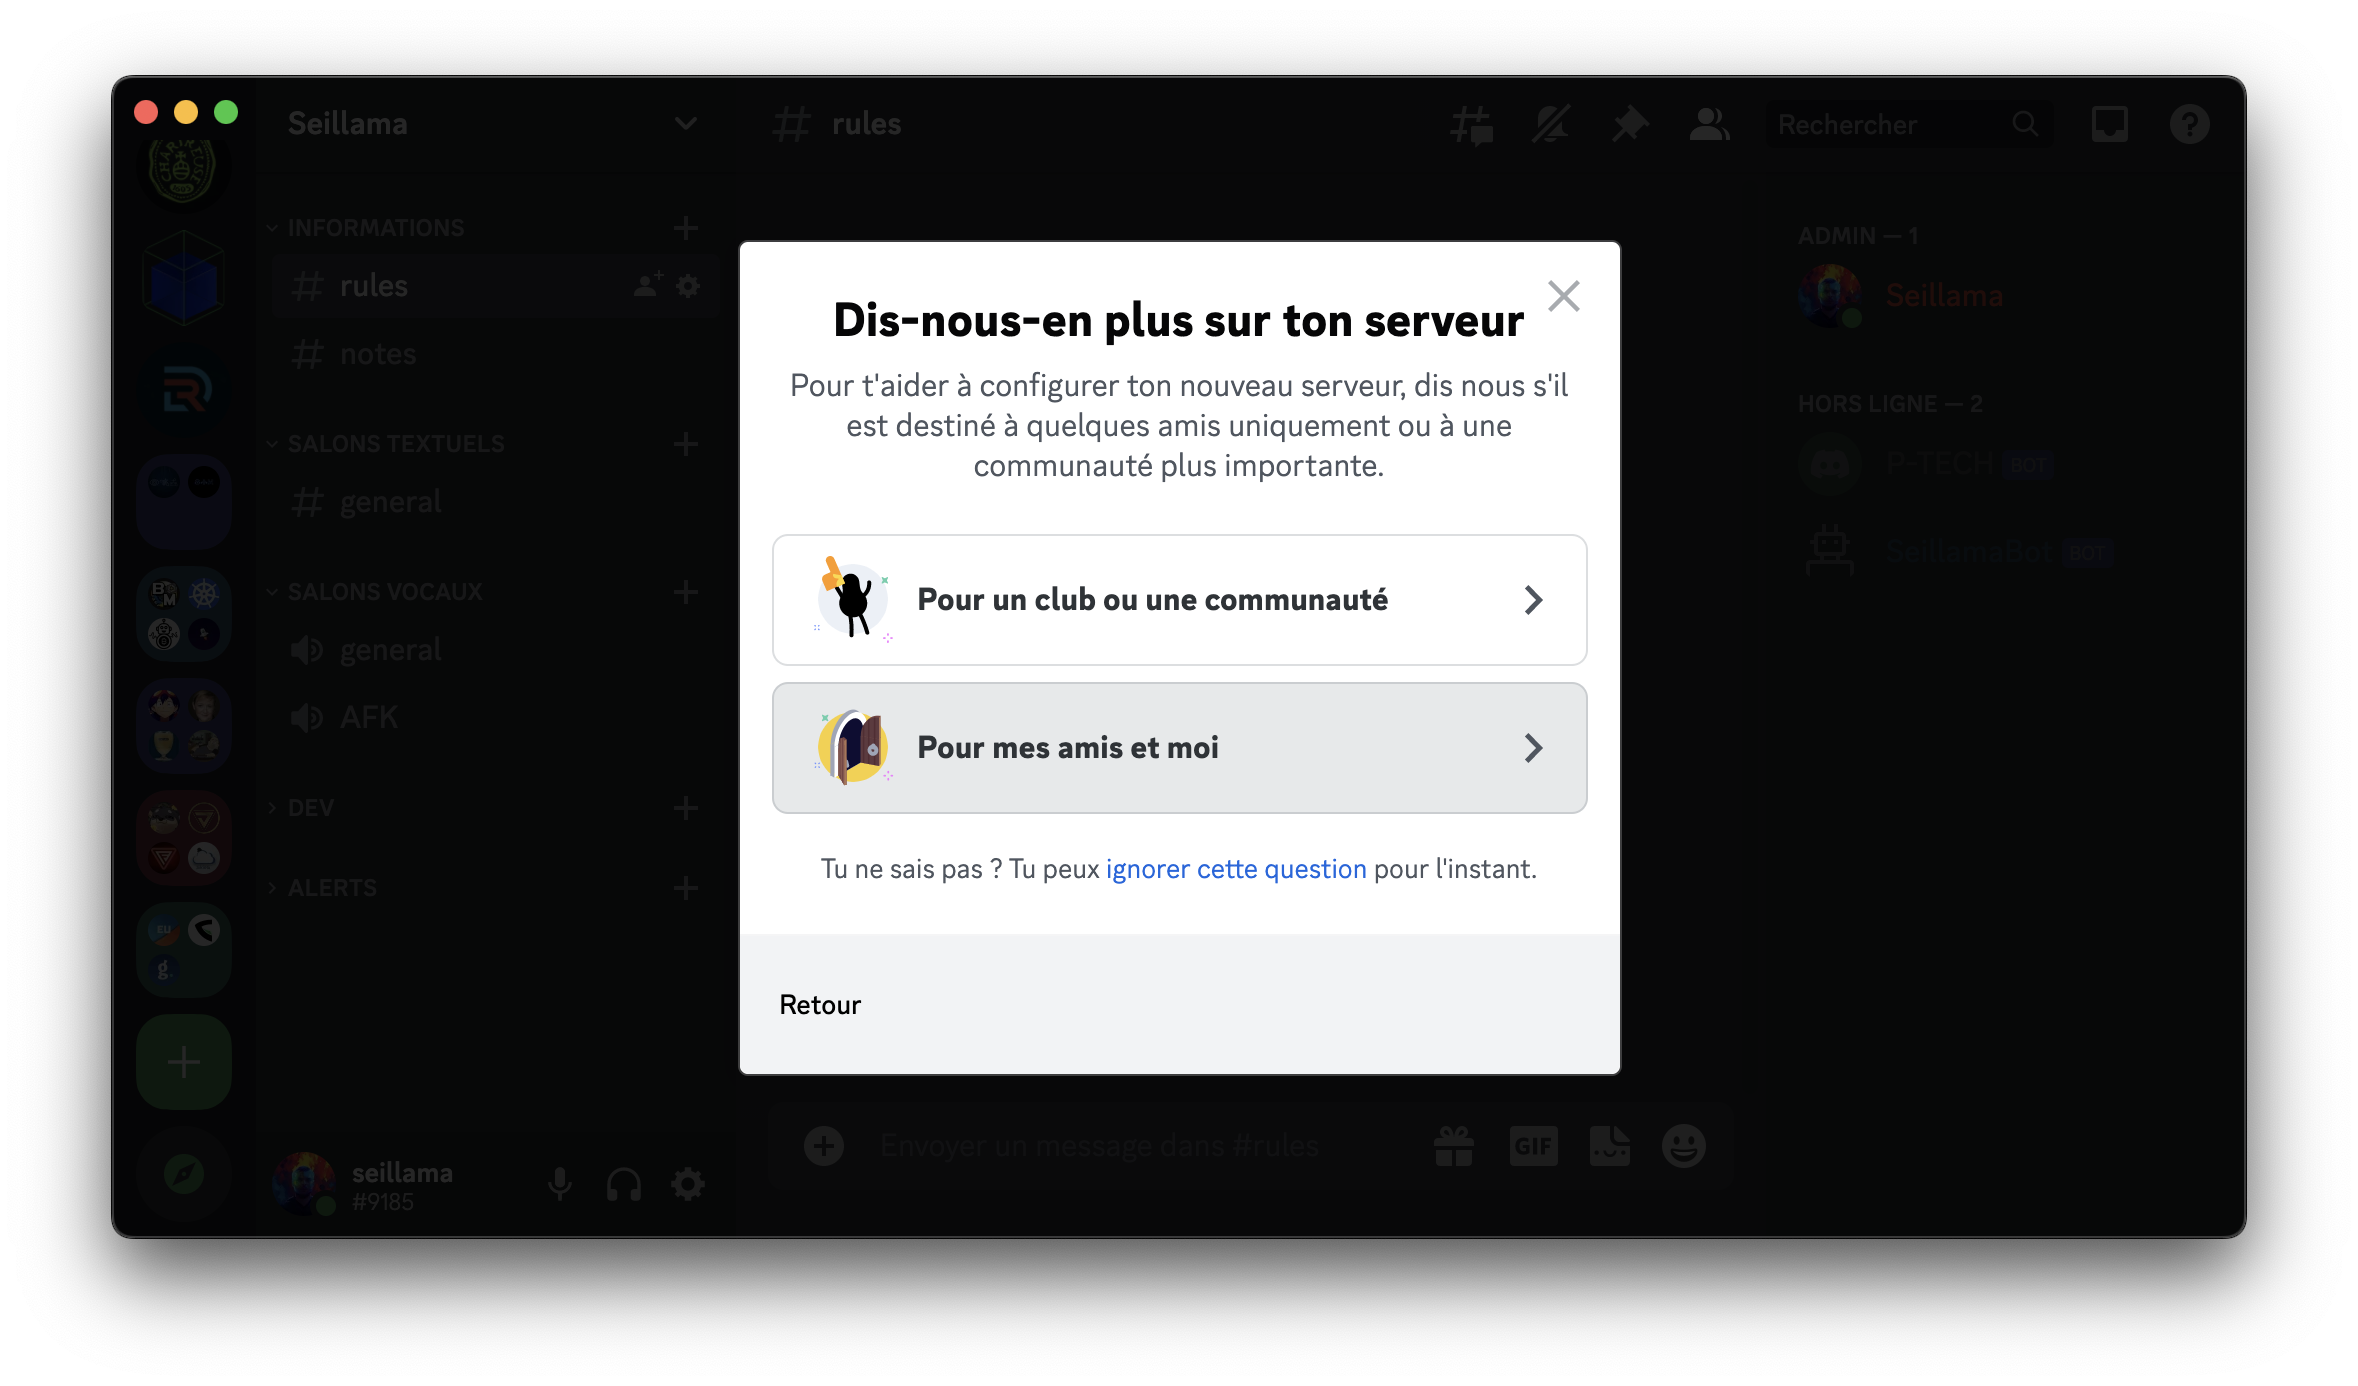 Seillama
rules
Rechercher
INFORMATIONS
rules
notes
SALONS TEXTUELS
general
SALONS VOCAUX
general
AFK
DEV
ALERTS
seillama
#9185
Dis-nous-en plus sur ton serveur
Pour t'aider à configurer ton nouveau serveur, dis nous s'il
est destiné à quelques amis uniquement ou à une
communauté plus importante.
Pour un club ou une communauté
Pour mes amis et moi
Tu ne sais pas ? Tu peux ignorer cette question pour l'instant.
Retour
Envoyer un message dans #rules
GIF
ADMIN — 1
Seillama
HORS LIGNE — 2
P-TECH BOT
SeillamaBot BOT
BM
EU
g.